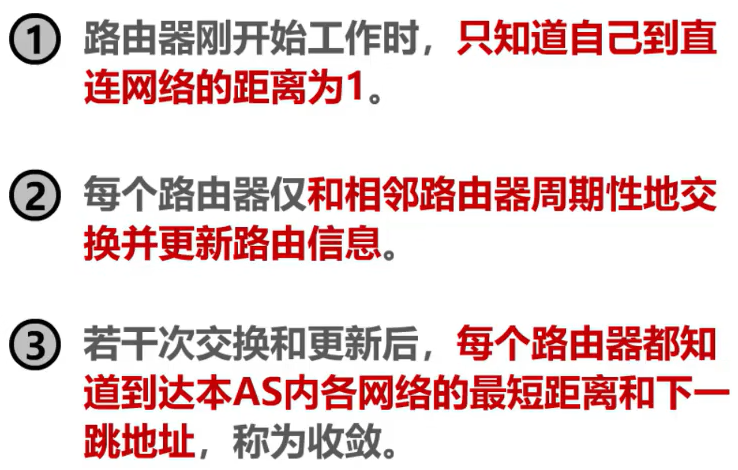 ① 路由器刚开始工作时，只知道自己到直
连网络的距离为1。
② 每个路由器仅和相邻路由器周期性地交
换并更新路由信息。
③ 若干次交换和更新后，每个路由器都知
道到达本AS内各网络的最短距离和下一
跳地址，称为收敛。